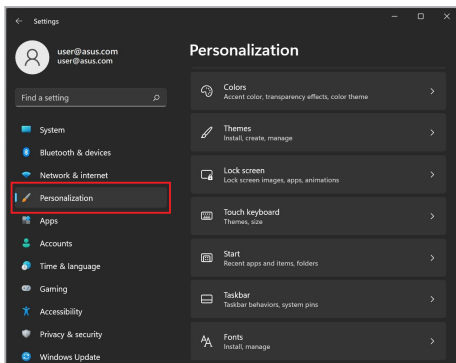 Settings
user@asus.com
user@asus.com
Find a setting
System
Bluetooth & devices
Network & internet
Personalization
Apps
Accounts
Time & language
Gaming
Accessibility
Privacy & security
Windows Update
Personalization
Colors
Accent color, transparency effects, color theme
Themes
Install, create, manage
Lock screen
Lock screen images, apps, animations
Touch keyboard
Themes, size
Start
Recent apps and items, folders
Taskbar
Taskbar behaviors, system pins
Fonts
Install, manage